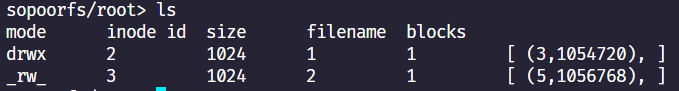 sopoorfs/root> ls
mode inode id size filename blocks
drwx 2 1024 1 1 [ (3,1054720), ]
_rw_ 3 1024 2 1 [ (5,1056768), ]